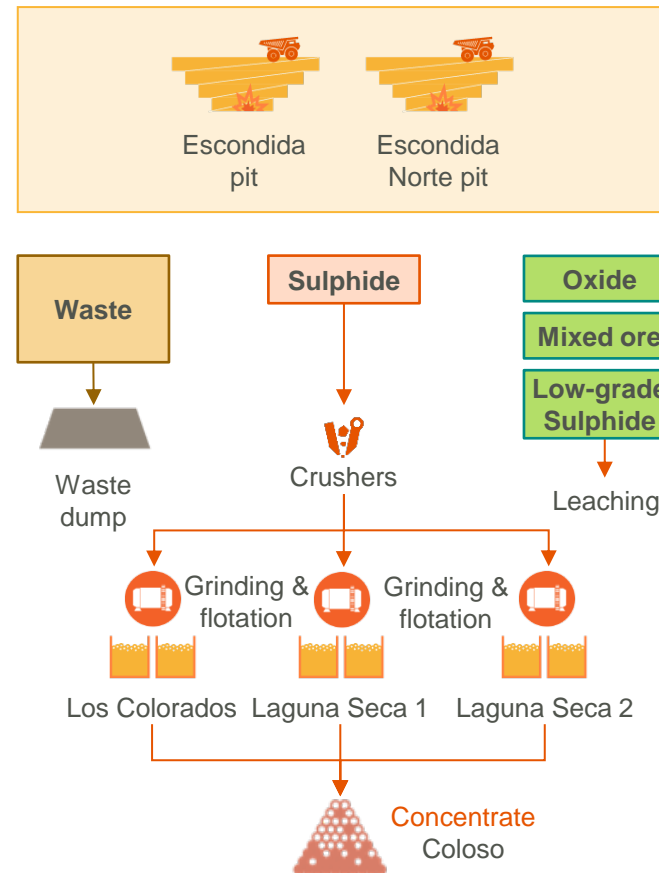 Escondida
pit
Escondida
Norte pit
Waste
Sulphide
Oxide
Mixed ore
Low-grade
Sulphide
Waste
dump
Crushers
Leaching
Grinding &
flotation
Grinding &
flotation
Los Colorados
Laguna Seca 1
Laguna Seca 2
Concentrate
Coloso